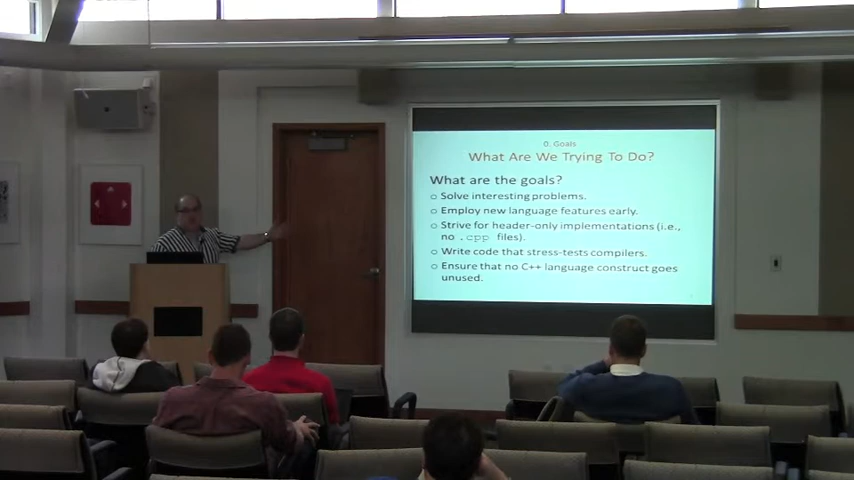 0. Goals
What Are We Trying To Do?
What are the goals?
Solve interesting problems.
Employ new language features early.
Strive for header-only implementations (i.e.,
no .cpp files).
Write code that stress-tests compilers.
Ensure that no C++ language construct goes
unused.